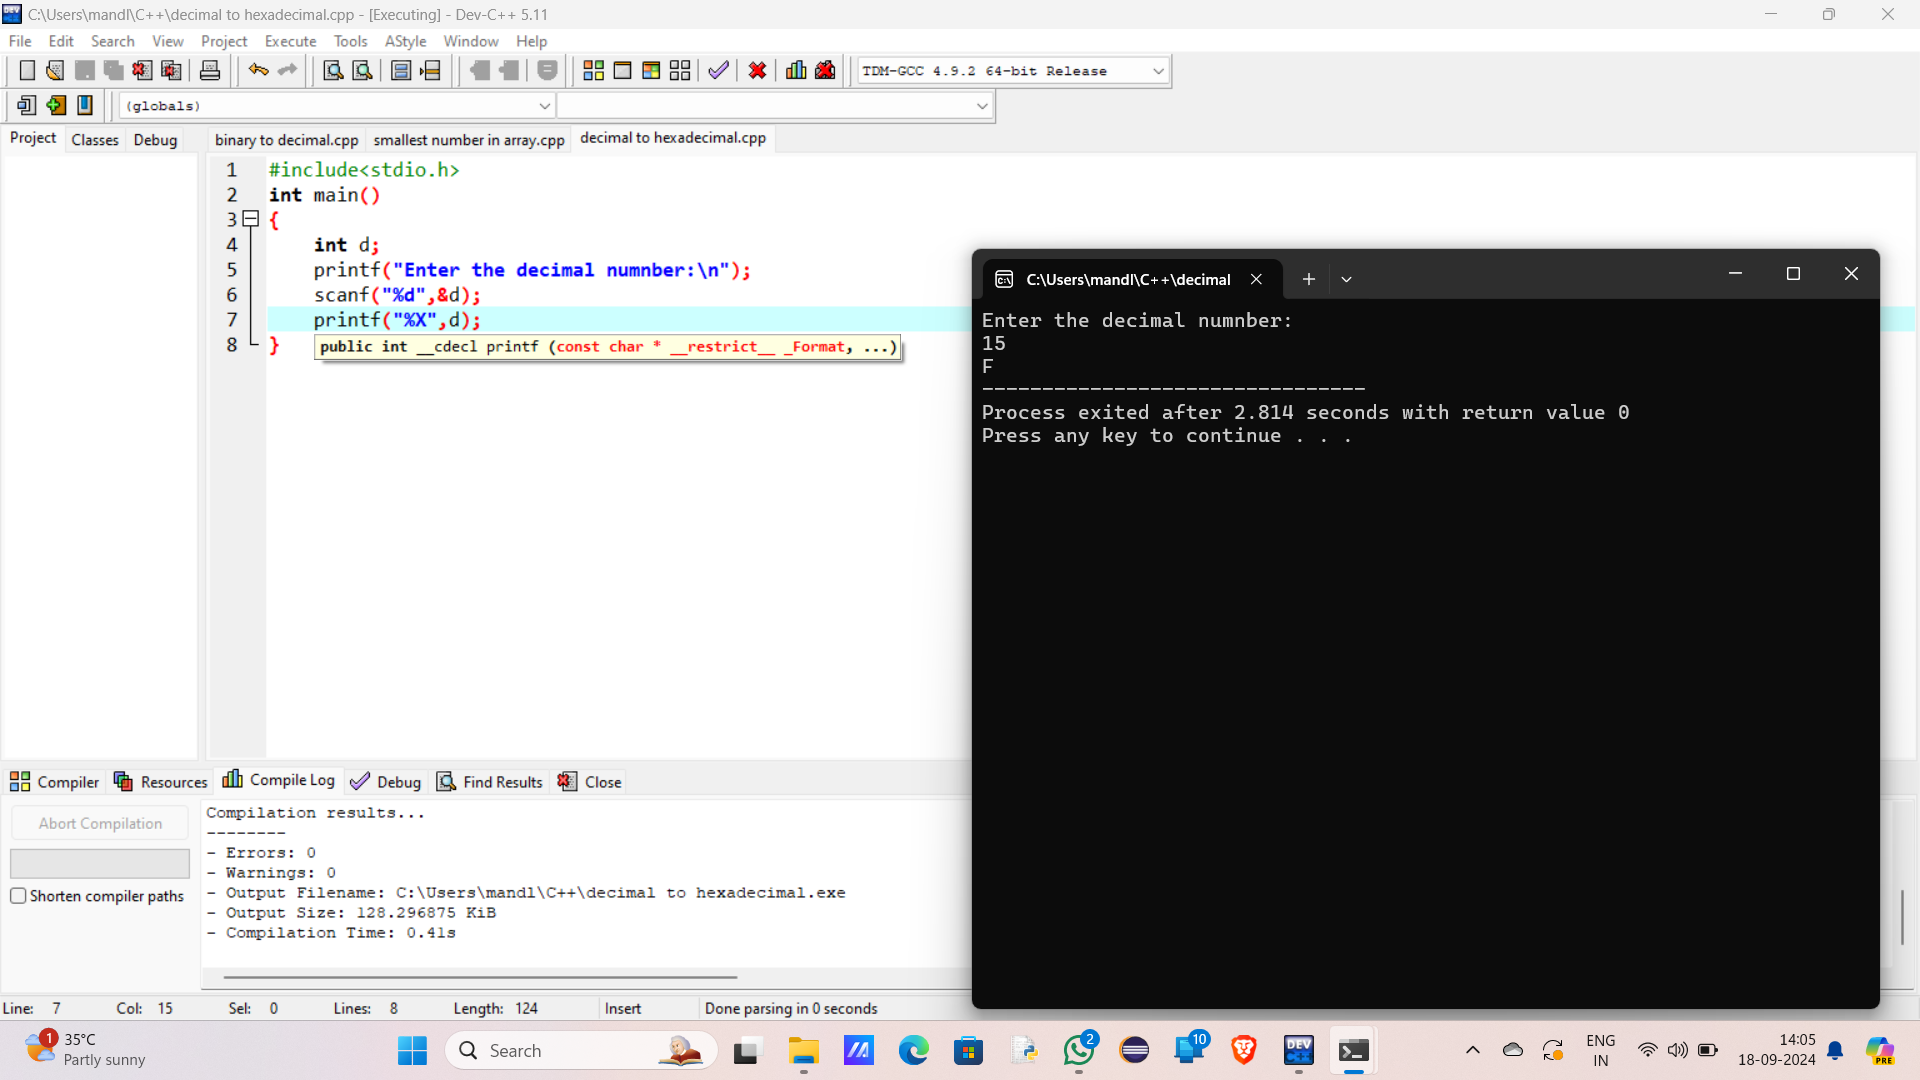 C:\Users\mandl\C++\decimal to hexadecimal.cpp - [Executing] - Dev-C++ 5.11
File Edit Search View Project Execute Tools AStyle Window Help
TDM-GCC 4.9.2 64-bit Release
(globals)
Project Classes Debug
binary to decimal.cpp smallest number in array.cpp decimal to hexadecimal.cpp
1 #include<stdio.h>
2 int main()
3 {
4 int d;
5 printf("Enter the decimal numnber:\n");
6 scanf("%d",&d);
7 printf("%X",d);
8 }
public int __cdecl printf (const char * __restrict__ _Format, ...)
C:\Users\mandl\C++\decimal
Enter the decimal numnber:
15
F
--------------------------------
Process exited after 2.814 seconds with return value 0
Press any key to continue . . .
Compiler Resources Compile Log Debug Find Results Close
Abort Compilation
Shorten compiler paths
Compilation results...
--------
- Errors: 0
- Warnings: 0
- Output Filename: C:\Users\mandl\C++\decimal to hexadecimal.exe
- Output Size: 128.296875 KiB
- Compilation Time: 0.41s
Line: 7 Col: 15 Sel: 0 Lines: 8 Length: 124 Insert Done parsing in 0 seconds
1
35°C
Partly sunny
Search
2
10
DEV
C++
ENG
IN
14:05
18-09-2024
PRE